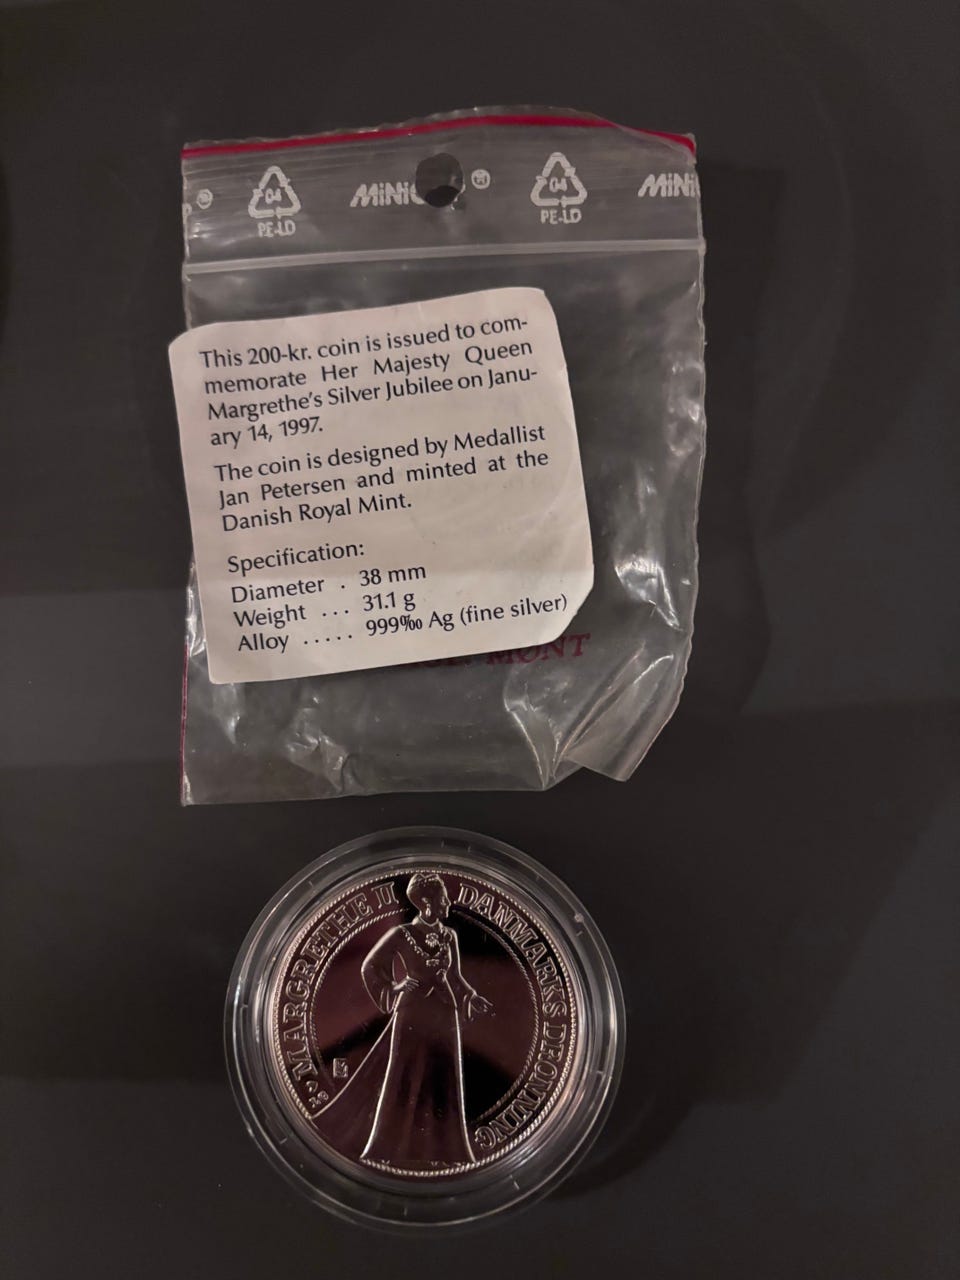 04 MiNiG ® 04 MiNi
® PE-LD PE-LD
This 200-kr. coin is issued to com-
memorate Her Majesty Queen
Margrethe's Silver Jubilee on Janu-
ary 14, 1997.
The coin is designed by Medallist
Jan Petersen and minted at the
Danish Royal Mint.
Specification:
Diameter . 38 mm
Weight ... 31.1 g
Alloy ..... 999‰ Ag (fine silver)
MØNT
MARGRETHE II DANMARKS DRONNING